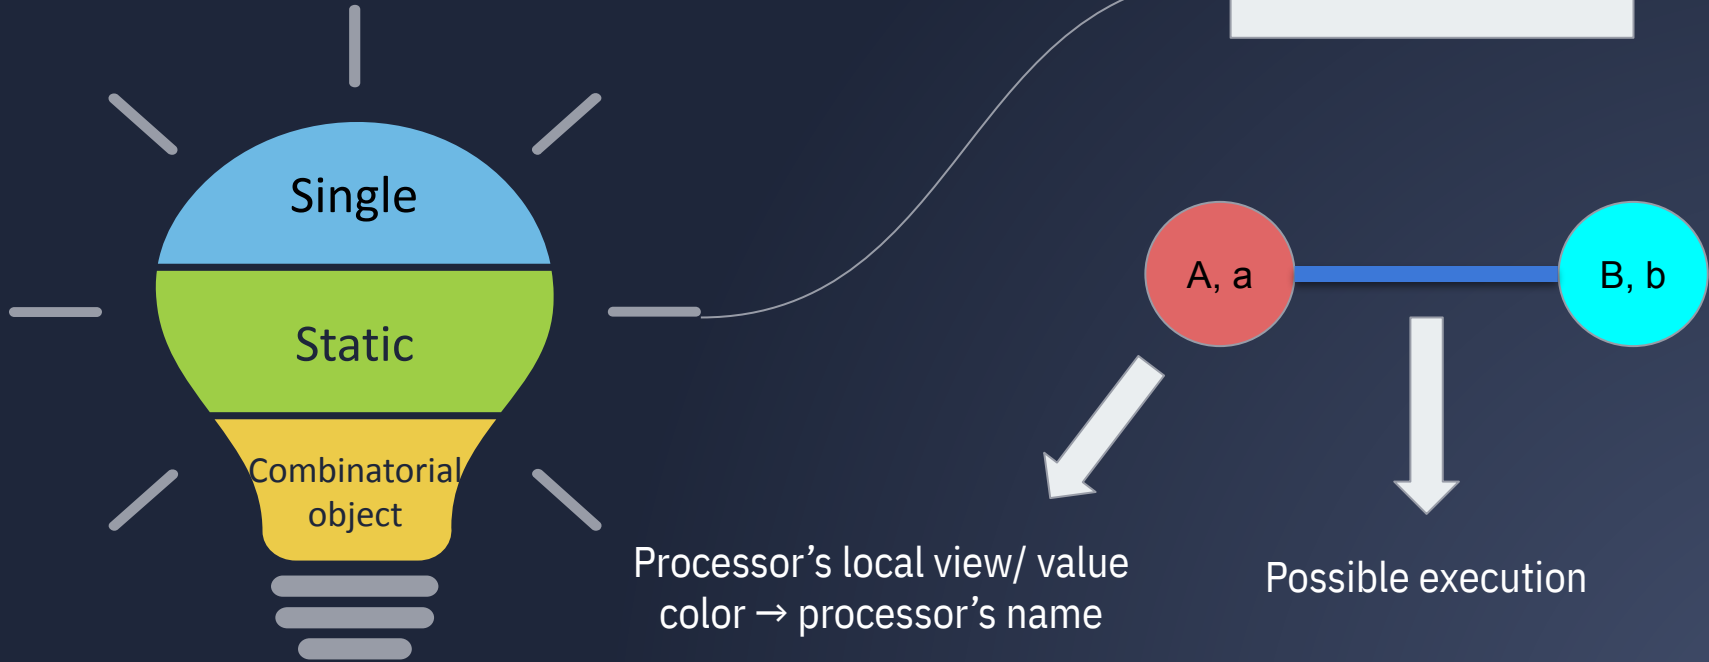 Single
Static
Combinatorial
object
A, a
B, b
Processor’s local view/ value
color → processor’s name
Possible execution